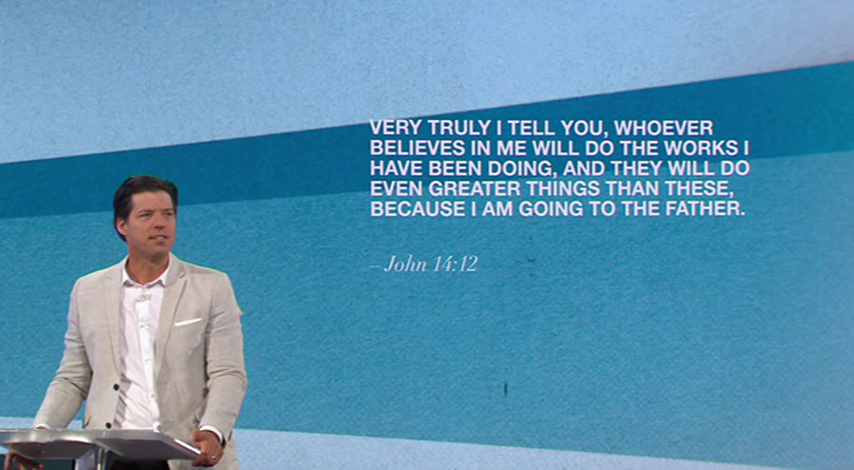 VERY TRULY I TELL YOU, WHOEVER
BELIEVES IN ME WILL DO THE WORKS I
HAVE BEEN DOING, AND THEY WILL DO
EVEN GREATER THINGS THAN THESE,
BECAUSE I AM GOING TO THE FATHER.
– John 14:12